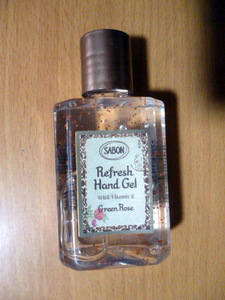 SABON
Refresh
Hand Gel
With Vitamin E
Green Rose